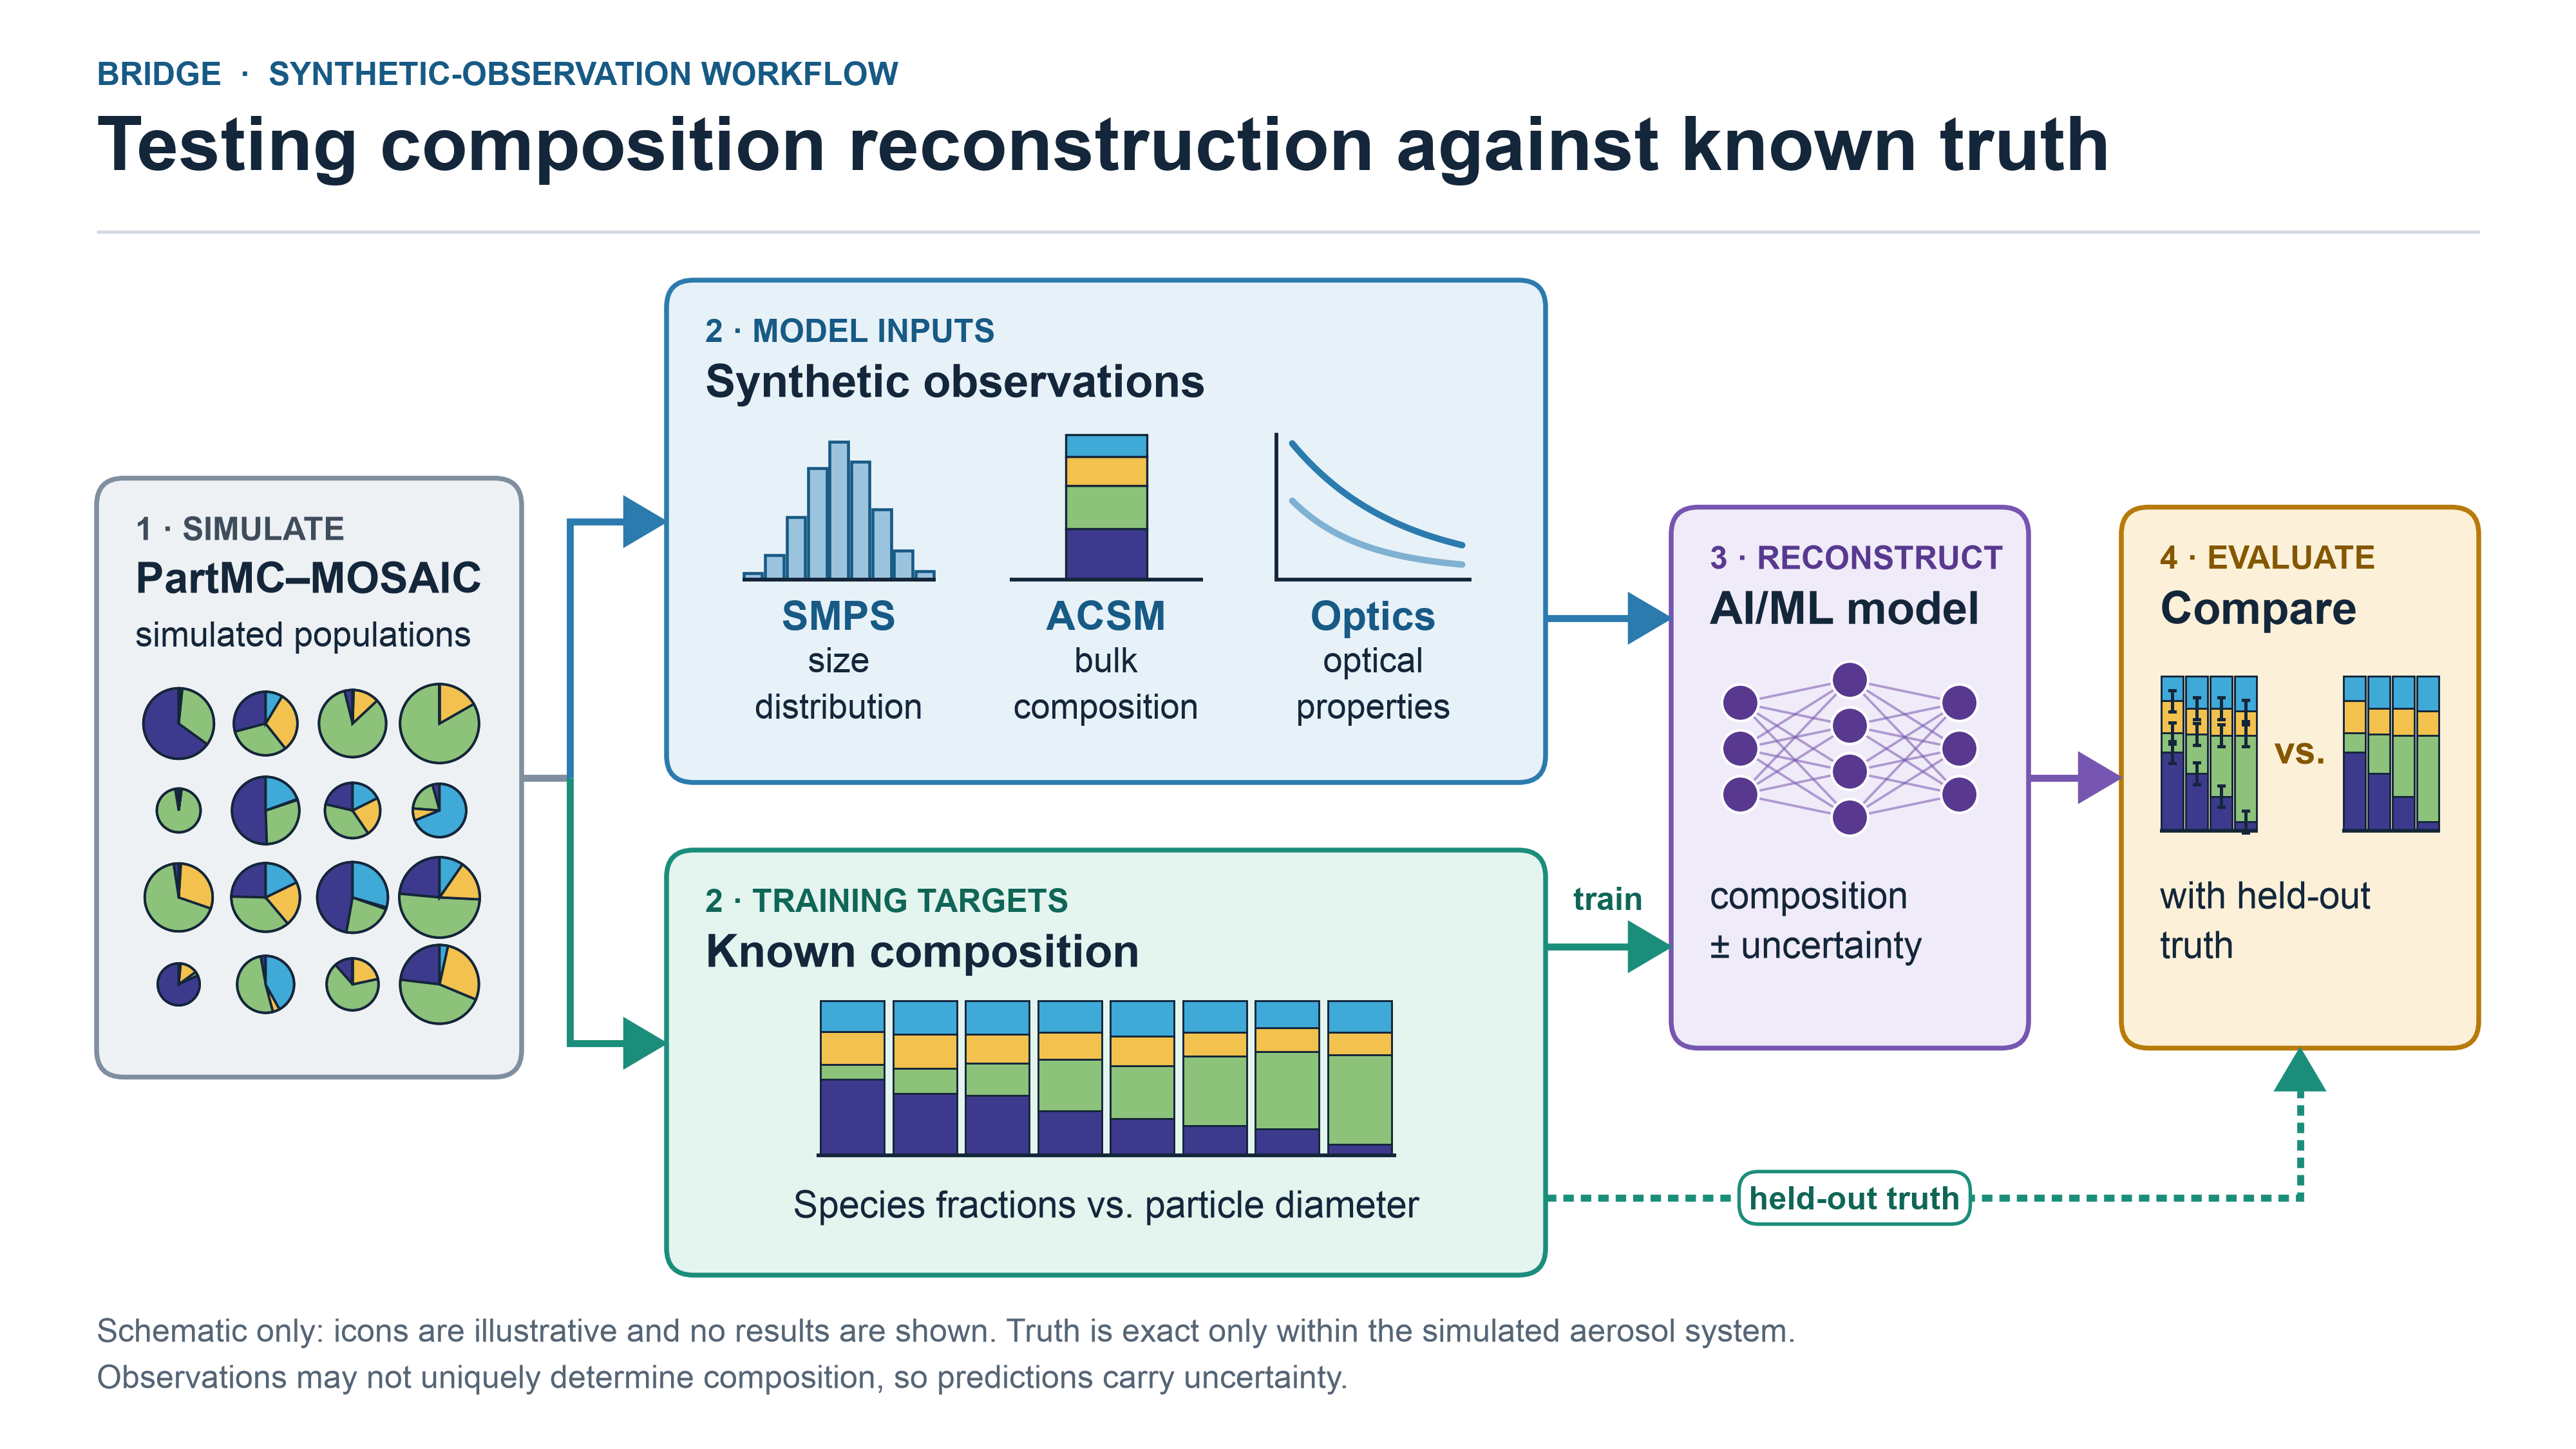 BRIDGE · SYNTHETIC-OBSERVATION WORKFLOW
Testing composition reconstruction against known truth
1 · SIMULATE
PartMC–MOSAIC
simulated populations
2 · MODEL INPUTS
Synthetic observations
SMPS
size
distribution
ACSM
bulk
composition
Optics
optical
properties
2 · TRAINING TARGETS
Known composition
Species fractions vs. particle diameter
train
3 · RECONSTRUCT
AI/ML model
composition
± uncertainty
4 · EVALUATE
Compare
vs.
with held-out
truth
held-out truth
Schematic only: icons are illustrative and no results are shown. Truth is exact only within the simulated aerosol system.
Observations may not uniquely determine composition, so predictions carry uncertainty.